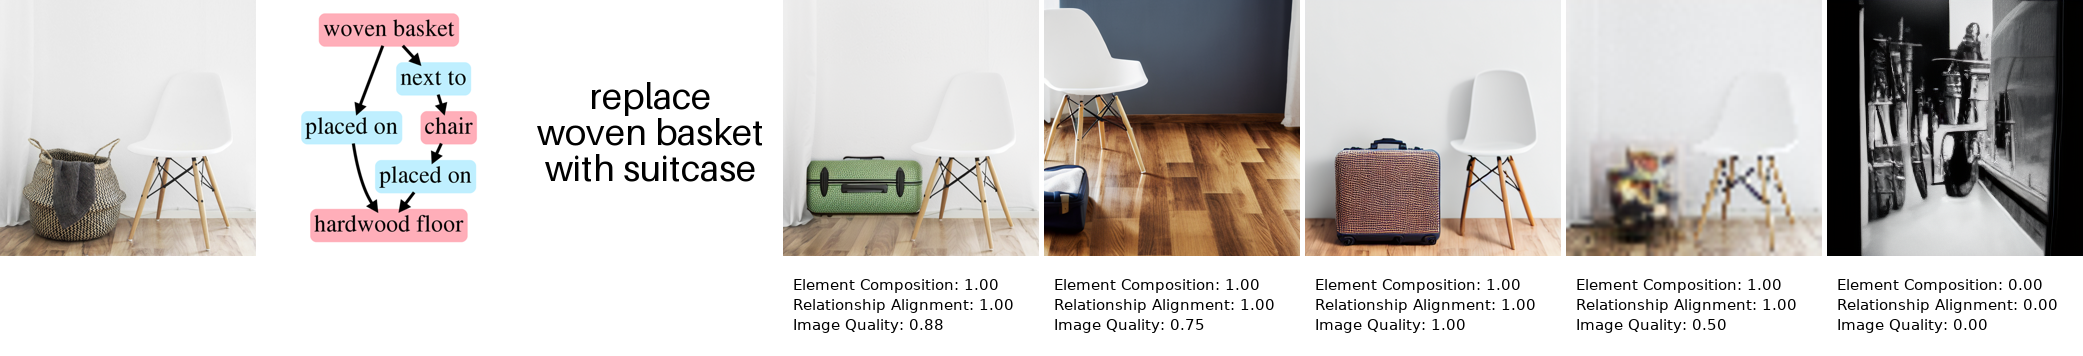 woven basket
next to
placed on
chair
placed on
hardwood floor
replace
woven basket
with suitcase
Element Composition: 1.00
Relationship Alignment: 1.00
Image Quality: 0.88
Element Composition: 1.00
Relationship Alignment: 1.00
Image Quality: 0.75
Element Composition: 1.00
Relationship Alignment: 1.00
Image Quality: 1.00
Element Composition: 1.00
Relationship Alignment: 1.00
Image Quality: 0.50
Element Composition: 0.00
Relationship Alignment: 0.00
Image Quality: 0.00